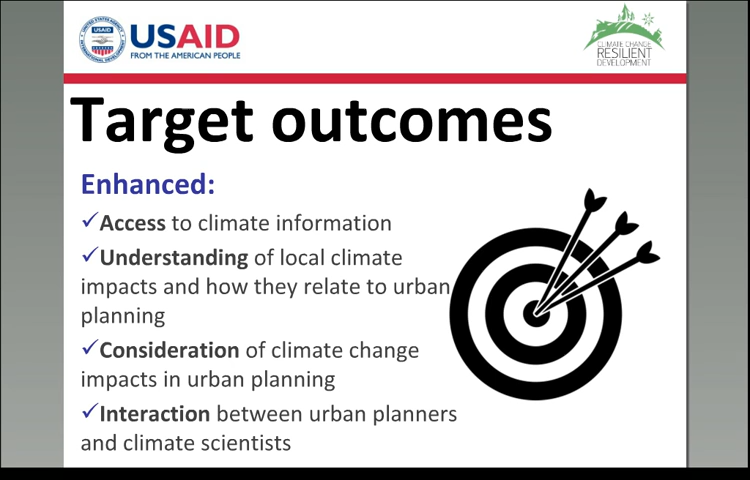 USAID
FROM THE AMERICAN PEOPLE
CLIMATE CHANGE
RESILIENT
DEVELOPMENT
Target outcomes
Enhanced:
✓Access to climate information
✓Understanding of local climate
impacts and how they relate to urban
planning
✓Consideration of climate change
impacts in urban planning
✓Interaction between urban planners
and climate scientists